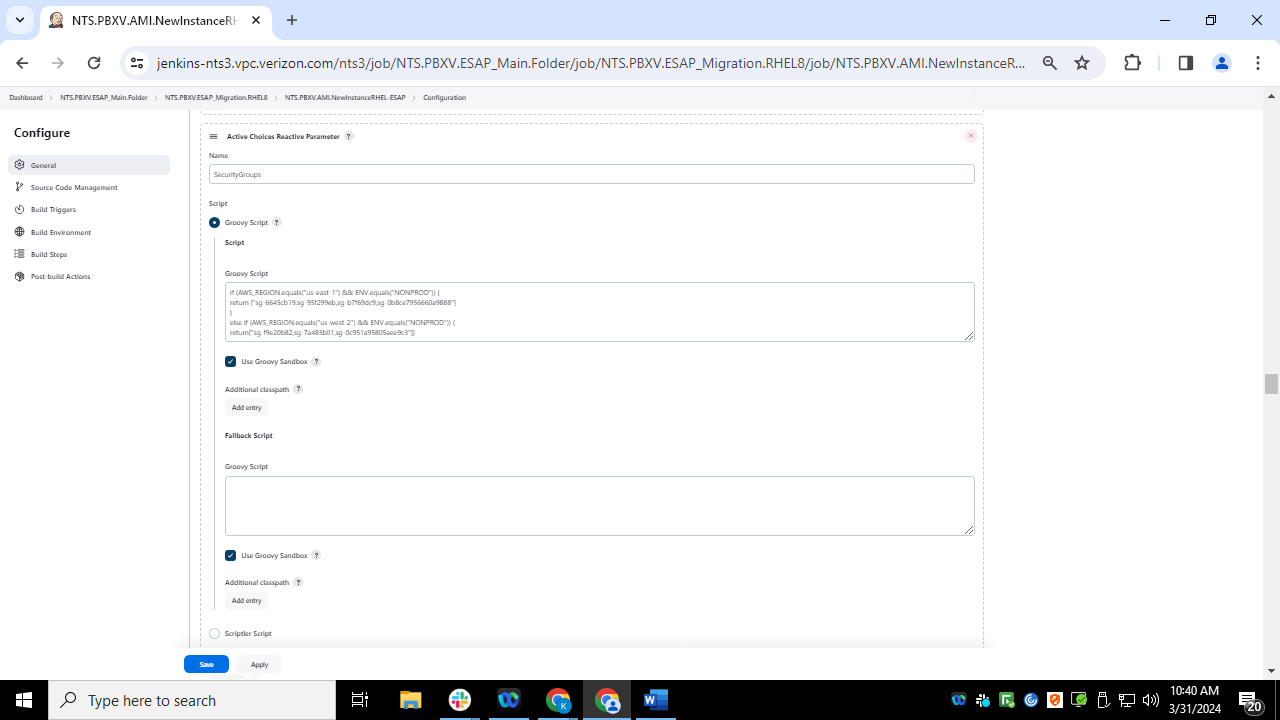 NTS.PBXV.AMI.NewInstanceRH
jenkins-nts3.vpc.verizon.com/nts3/job/NTS.PBXV.ESAP_Main.Folder/job/NTS.PBXV.ESAP_Migration.RHEL8/job/NTS.PBXV.AMI.NewInstanceR...
Dashboard > NTS.PBXV.ESAP_Main.Folder > NTS.PBXV.ESAP_Migration.RHEL8 > NTS.PBXV.AMI.NewInstanceRHEL-ESAP > Configuration
Configure
General
Source Code Management
Build Triggers
Build Environment
Build Steps
Post-build Actions
Active Choices Reactive Parameter ?
Name
SecurityGroups
Script
Groovy Script ?
Script
Groovy Script
if (AWS_REGION.equals("us-east-1") && ENV.equals("NONPROD")) {
return ["sg-6645cb19,sg-95f299eb,sg-b7f69dc9,sg-0b8ce7956660a9888"]
}
else if (AWS_REGION.equals("us-west-2") && ENV.equals("NONPROD")) {
return["sg-f9e20b82,sg-7a483b01,sg-0c951a95805aee9c3"]}
Use Groovy Sandbox ?
Additional classpath ?
Add entry
Fallback Script
Groovy Script
Use Groovy Sandbox ?
Additional classpath ?
Add entry
Scriptler Script
Save
Apply
Type here to search
K
W
10:40 AM
3/31/2024
20